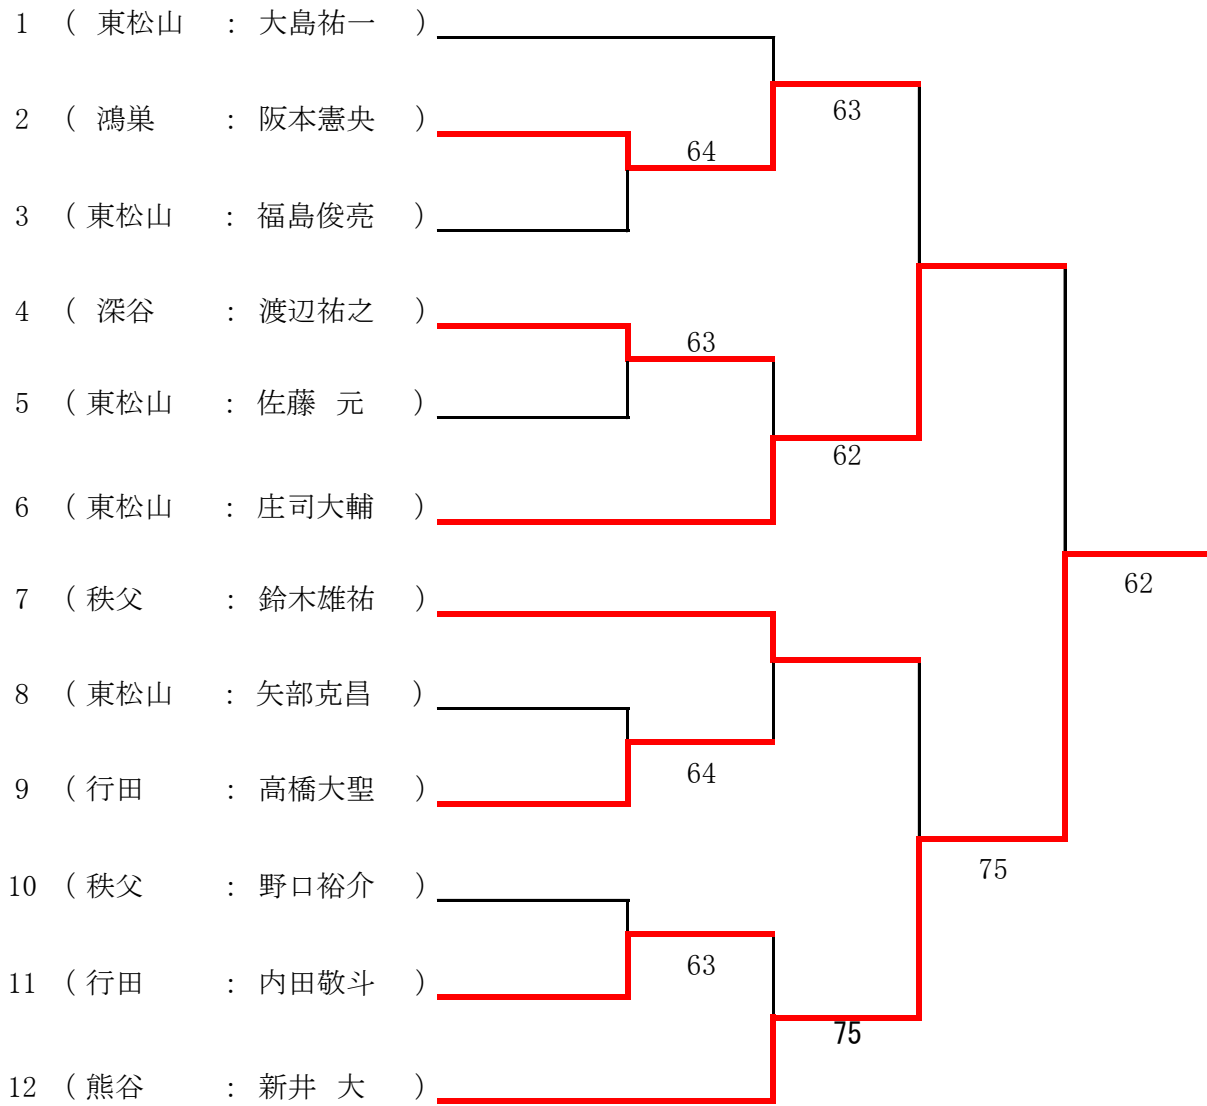 1 ( 東松山 : 大島祐一 )
63
2 ( 鴻巣 : 阪本憲央 )
64
3 ( 東松山 : 福島俊亮 )
4 ( 深谷 : 渡辺祐之 )
63
5 ( 東松山 : 佐藤 元 )
62
6 ( 東松山 : 庄司大輔 )
62
7 ( 秩父 : 鈴木雄祐 )
8 ( 東松山 : 矢部克昌 )
64
9 ( 行田 : 高橋大聖 )
75
10 ( 秩父 : 野口裕介 )
63
11 ( 行田 : 内田敬斗 )
75
12 ( 熊谷 : 新井 大 )